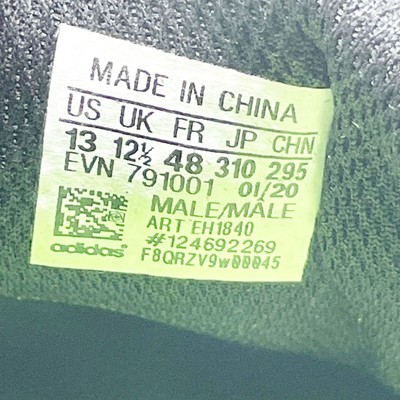 MADE IN CHINA
US UK FR JP CHN
13 12½ 48 310 295
EVN 791001 01/20
MALE/MÂLE
ART EH1840
#124692269
adidas F8QRZV9W00045